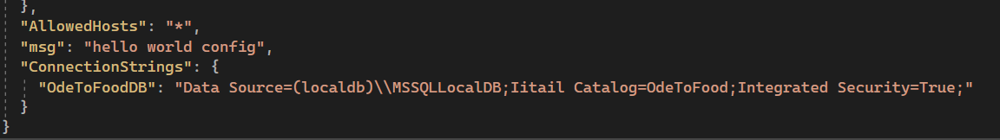 },
"AllowedHosts": "*",
"msg": "hello world config",
"ConnectionStrings": {
"OdeToFoodDB": "Data Source=(localdb)\\MSSQLLocalDB;Iitail Catalog=OdeToFood;Integrated Security=True;"
}
}